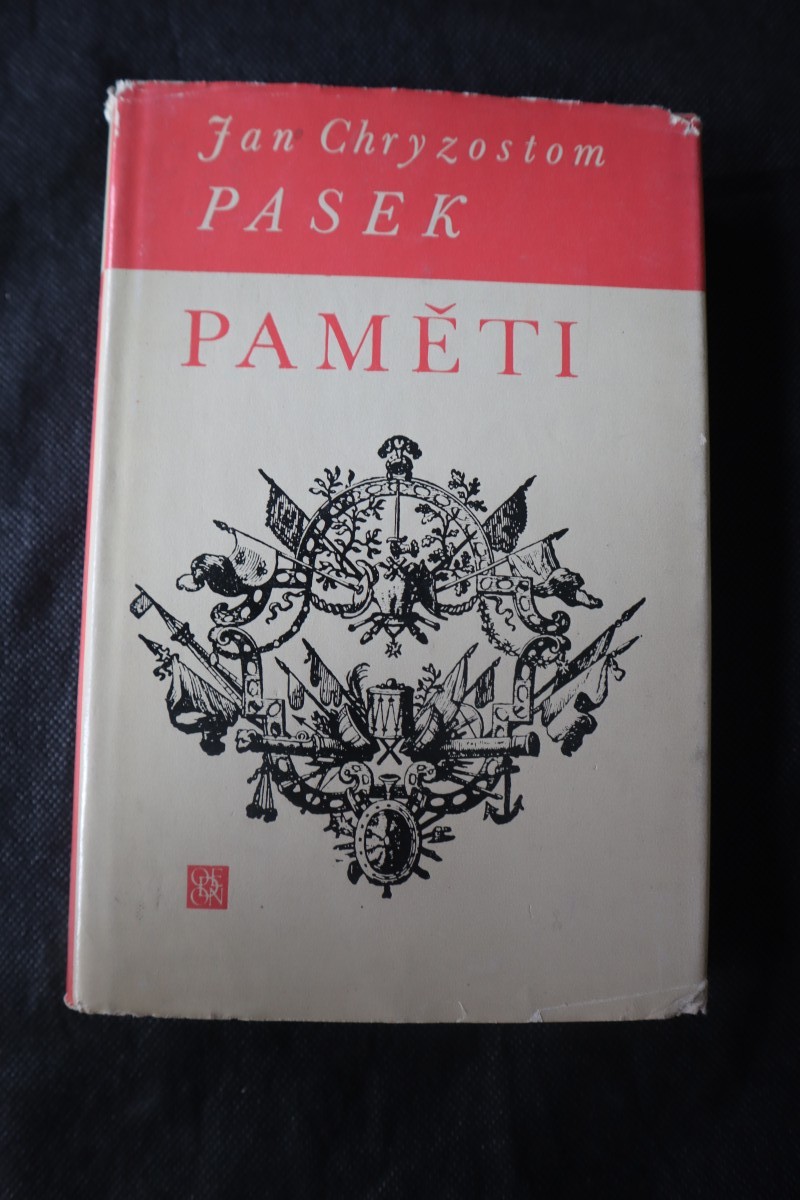 Jan Chryzostom
PASEK
PAMĚTI
ODEON